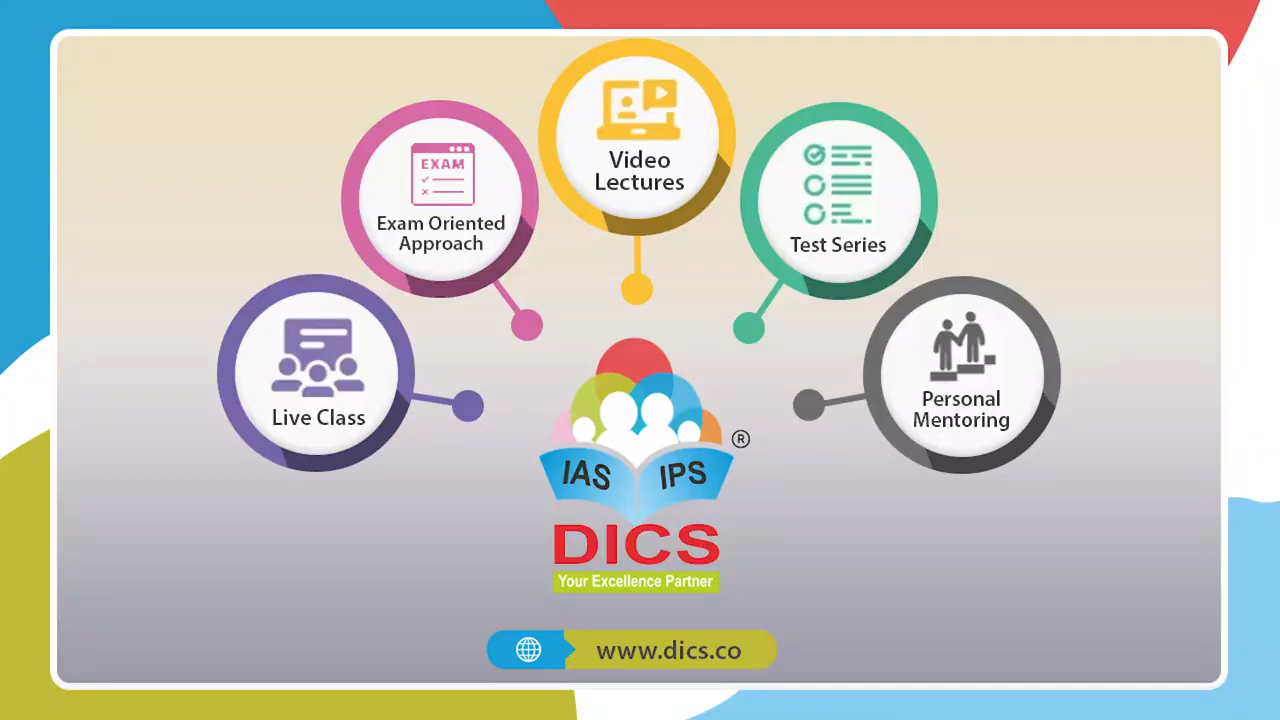 Video
Lectures
EXAM
Exam Oriented
Approach
Test Series
Live Class
Personal
Mentoring
IAS IPS
®
DICS
Your Excellence Partner
www.dics.co